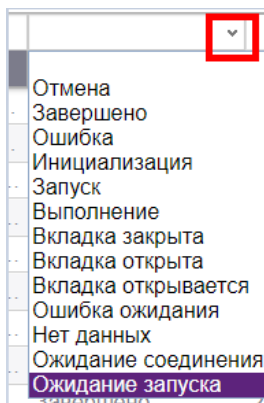 Отмена
Завершено
Ошибка
Инициализация
Запуск
Выполнение
Вкладка закрыта
Вкладка открыта
Вкладка открывается
Ошибка ожидания
Нет данных
Ожидание соединения
Ожидание запуска